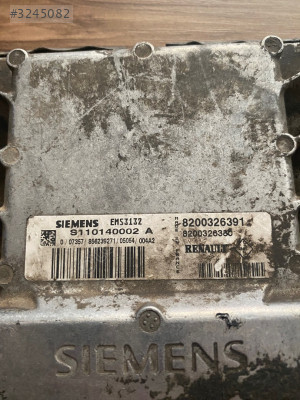 #3245082
SIEMENS EMS3132
S110140002 A
8200326391
8200326380
RENAULT
SIEMENS